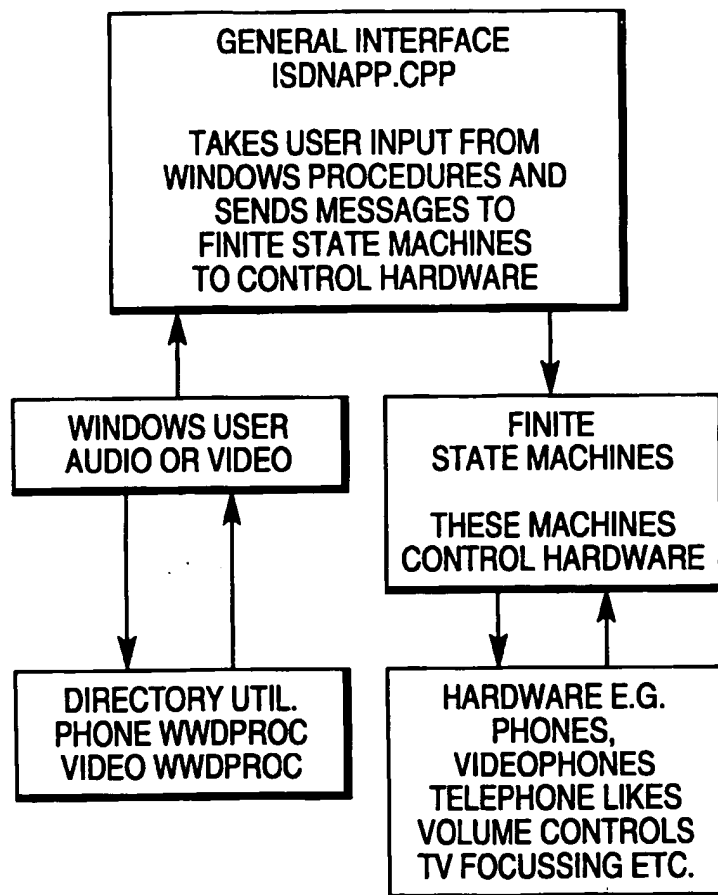 GENERAL INTERFACE
ISDNAPP.CPP
TAKES USER INPUT FROM
WINDOWS PROCEDURES AND
SENDS MESSAGES TO
FINITE STATE MACHINES
TO CONTROL HARDWARE
WINDOWS USER
AUDIO OR VIDEO
FINITE
STATE MACHINES
THESE MACHINES
CONTROL HARDWARE
DIRECTORY UTIL.
PHONE WWDPROC
VIDEO WWDPROC
HARDWARE E.G.
PHONES,
VIDEOPHONES
TELEPHONE LIKES
VOLUME CONTROLS
TV FOCUSSING ETC.